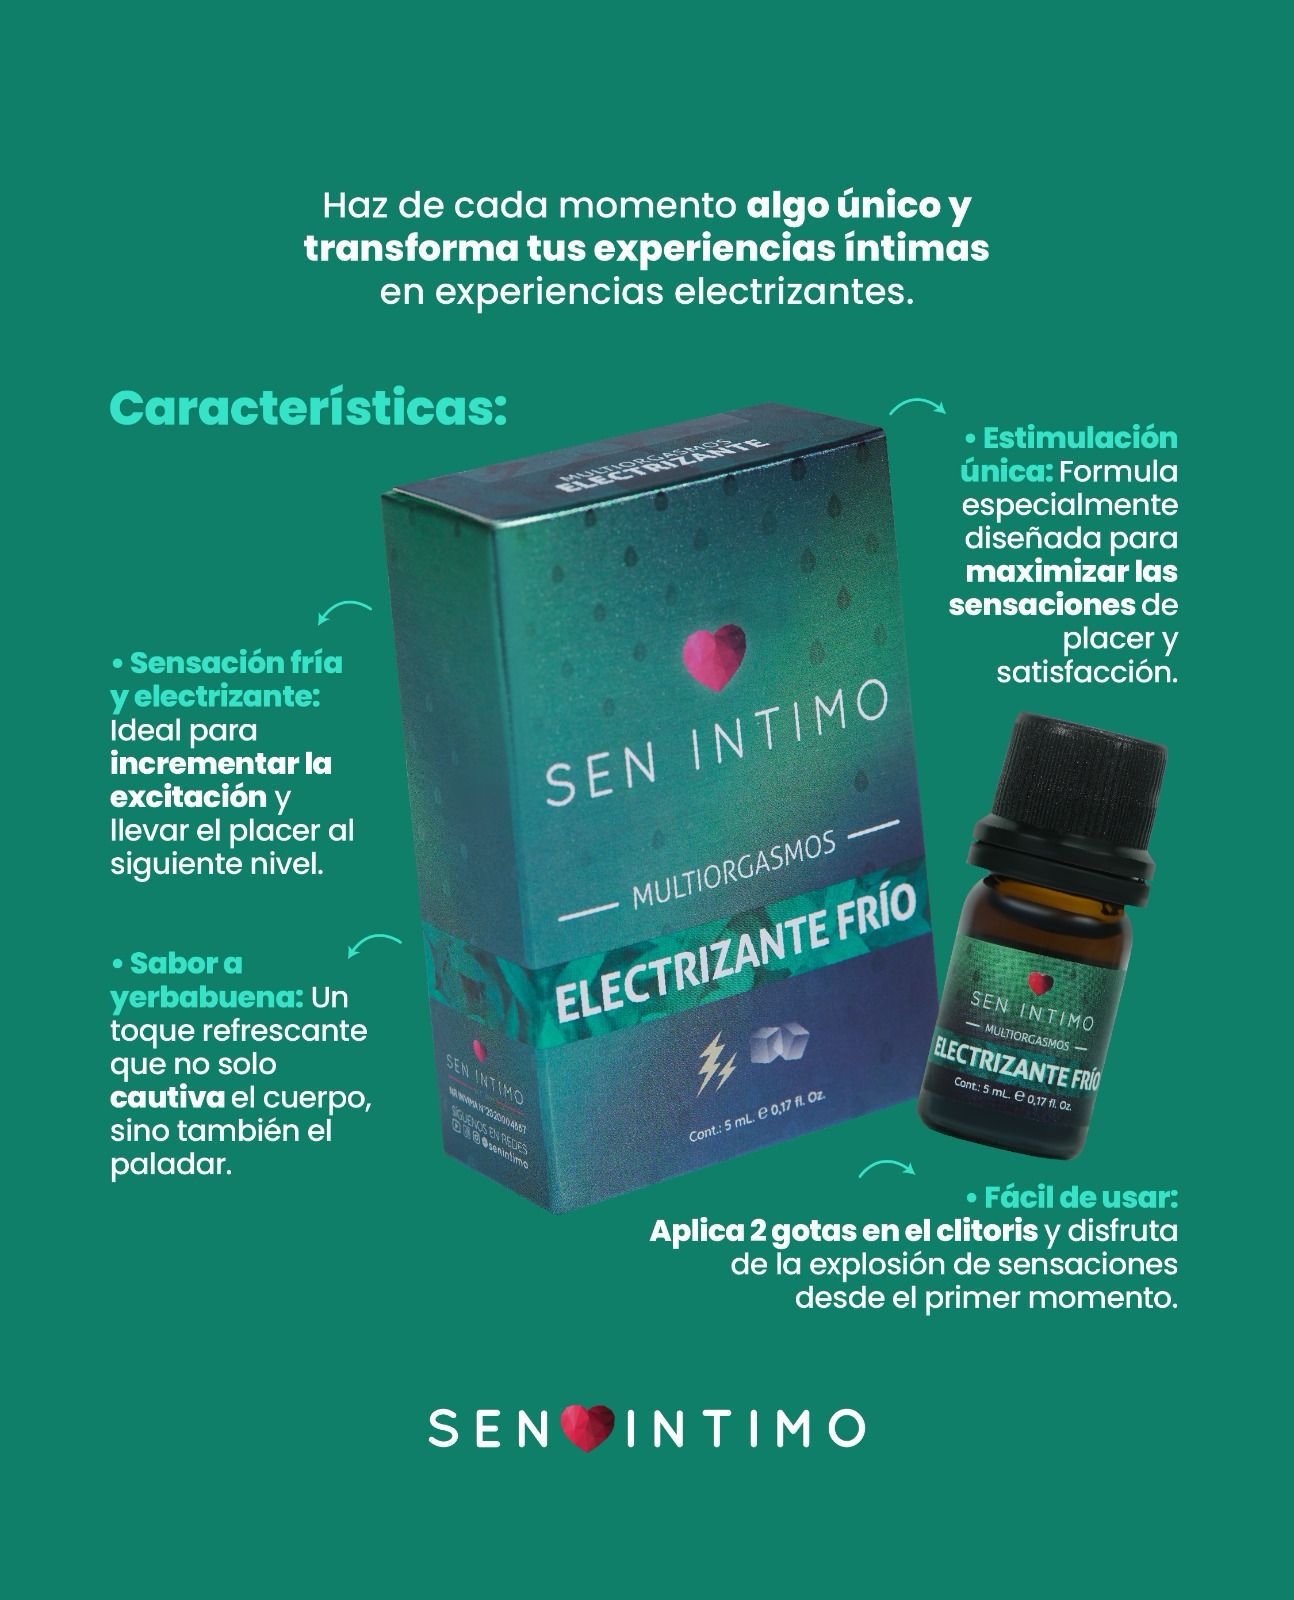 Haz de cada momento algo único y
transforma tus experiencias íntimas
en experiencias electrizantes.
Características:
• Estimulación
única: Formula
especialmente
diseñada para
maximizar las
sensaciones de
placer y
satisfacción.
• Sensación fría
y electrizante:
Ideal para
incrementar la
excitación y
llevar el placer al
siguiente nivel.
• Sabor a
yerbabuena: Un
toque refrescante
que no solo
cautiva el cuerpo,
sino también el
paladar.
MULTIORGASMOS
ELECTRIZANTE
SEN INTIMO
MULTIORGASMOS
ELECTRIZANTE FRÍO
Cont.: 5 mL. e 0,17 fl. Oz.
SEN INTIMO
SÍGUENOS EN REDES
senintimo
SEN INTIMO
MULTIORGASMOS
ELECTRIZANTE FRÍO
Cont.: 5 mL. e 0,17 fl. Oz.
• Fácil de usar:
Aplica 2 gotas en el clitoris y disfruta
de la explosión de sensaciones
desde el primer momento.
SEN INTIMO